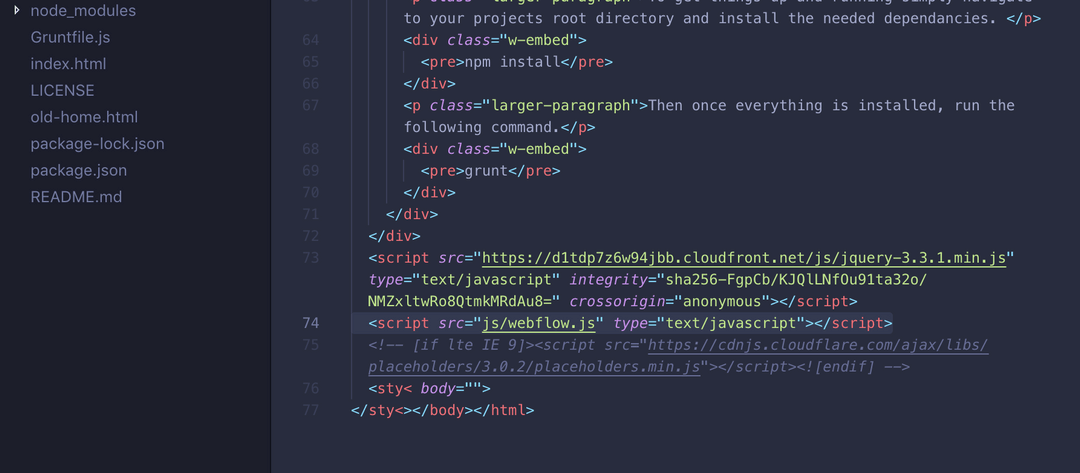 node_modules
Gruntfile.js
index.html
LICENSE
old-home.html
package-lock.json
package.json
README.md
to your projects root directory and install the needed dependancies. </p>
64 <div class="w-embed">
65 <pre>npm install</pre>
66 </div>
67 <p class="larger-paragraph">Then once everything is installed, run the
following command.</p>
68 <div class="w-embed">
69 <pre>grunt</pre>
70 </div>
71 </div>
72 </div>
73 <script src="https://d1tdp7z6w94jbb.cloudfront.net/js/jquery-3.3.1.min.js"
type="text/javascript" integrity="sha256-FgpCb/KJQlLNfOu91ta32o/
NMZxltwRo8QtmkMRdAu8=" crossorigin="anonymous"></script>
74 <script src="js/webflow.js" type="text/javascript"></script>
75 <!-- [if lte IE 9]><script src="https://cdnjs.cloudflare.com/ajax/libs/
placeholders/3.0.2/placeholders.min.js"></script><![endif] -->
76 <sty< body="">
77 </sty<></body></html>